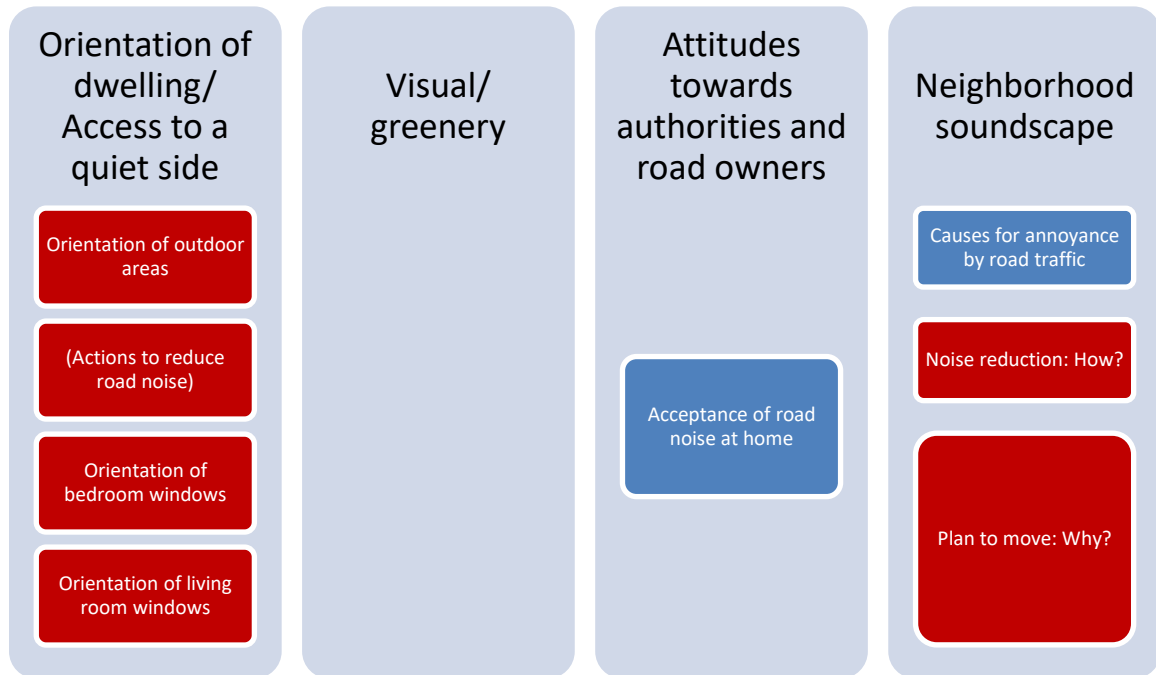 Orientation of
dwelling/
Access to a
quiet side
Orientation of outdoor
areas
(Actions to reduce
road noise)
Orientation of
bedroom windows
Orientation of living
room windows
Visual/
greenery
Attitudes
towards
authorities and
road owners
Acceptance of road
noise at home
Neighborhood
soundscape
Causes for annoyance
by road traffic
Noise reduction: How?
Plan to move: Why?